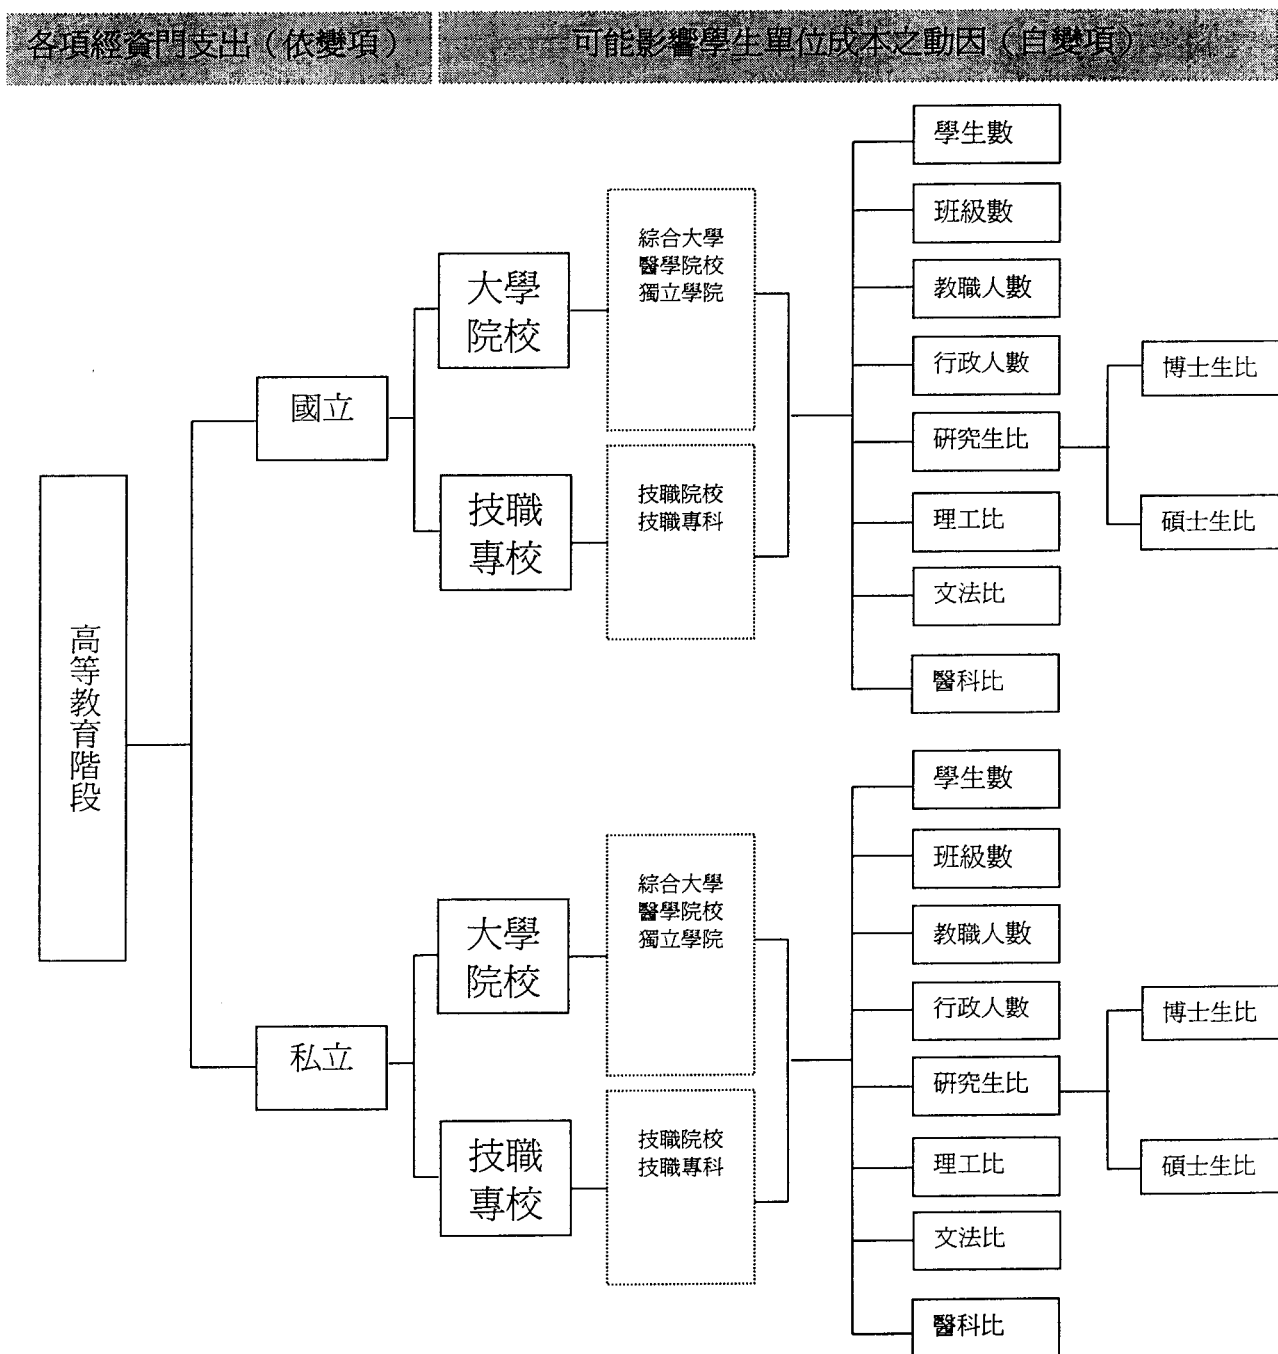 各項經資門支出（依變項）
可能影響學生單位成本之動因（自變項）
高等教育階段
國立
大學
院校
綜合大學
醫學院校
獨立學院
技職
專校
技職院校
技職專科
學生數
班級數
教職人數
行政人數
研究生比
博士生比
碩士生比
理工比
文法比
醫科比
私立
大學
院校
綜合大學
醫學院校
獨立學院
技職
專校
技職院校
技職專科
學生數
班級數
教職人數
行政人數
研究生比
博士生比
碩士生比
理工比
文法比
醫科比